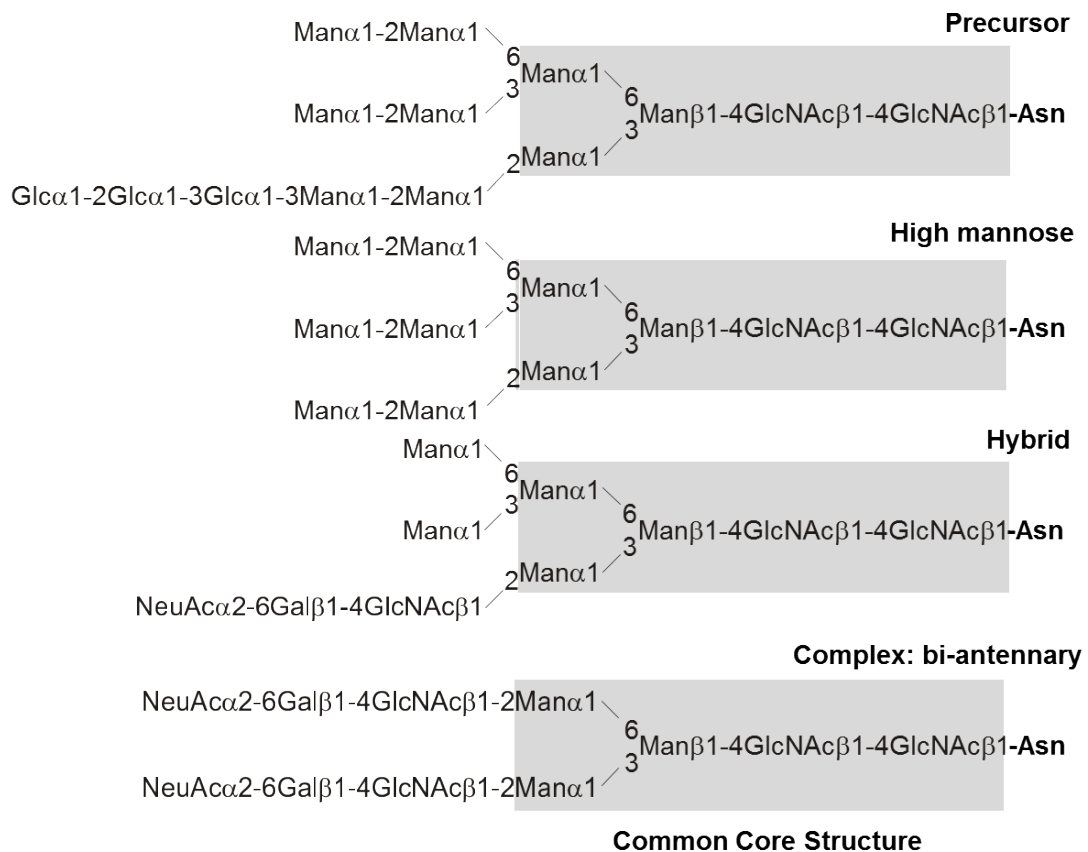 Precursor
Manα1-2Manα1
6
Manα1
3
Manα1-2Manα1
6
Manβ1-4GlcNAcβ1-4GlcNAcβ1-Asn
3
2
Manα1
Glcα1-2Glcα1-3Glcα1-3Manα1-2Manα1
High mannose
Manα1-2Manα1
6
Manα1
3
Manα1-2Manα1
6
Manβ1-4GlcNAcβ1-4GlcNAcβ1-Asn
3
2
Manα1
Manα1-2Manα1
Hybrid
Manα1
6
Manα1
3
Manα1
6
Manβ1-4GlcNAcβ1-4GlcNAcβ1-Asn
3
2
Manα1
NeuAcα2-6Galβ1-4GlcNAcβ1
Complex: bi-antennary
NeuAcα2-6Galβ1-4GlcNAcβ1-2Manα1
6
Manβ1-4GlcNAcβ1-4GlcNAcβ1-Asn
3
NeuAcα2-6Galβ1-4GlcNAcβ1-2Manα1
Common Core Structure